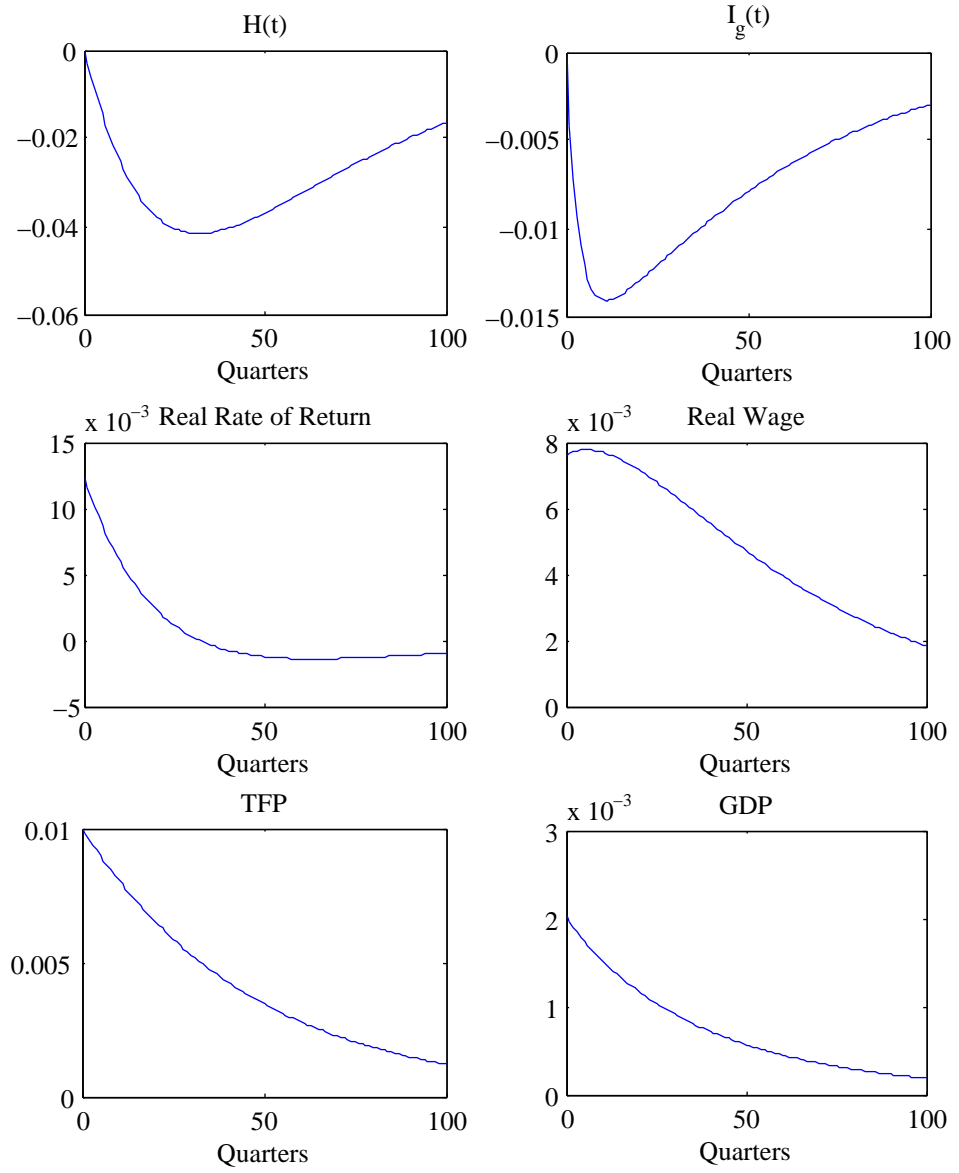 H(t)
0
−0.02
−0.04
−0.06
0 50 100
Quarters
I_g(t)
0
−0.005
−0.01
−0.015
0 50 100
Quarters
x 10^−3 Real Rate of Return
15
10
5
0
−5
0 50 100
Quarters
Real Wage
x 10^−3
8
6
4
2
0
0 50 100
Quarters
TFP
0.01
0.005
0
0 50 100
Quarters
GDP
x 10^−3
3
2
1
0
0 50 100
Quarters